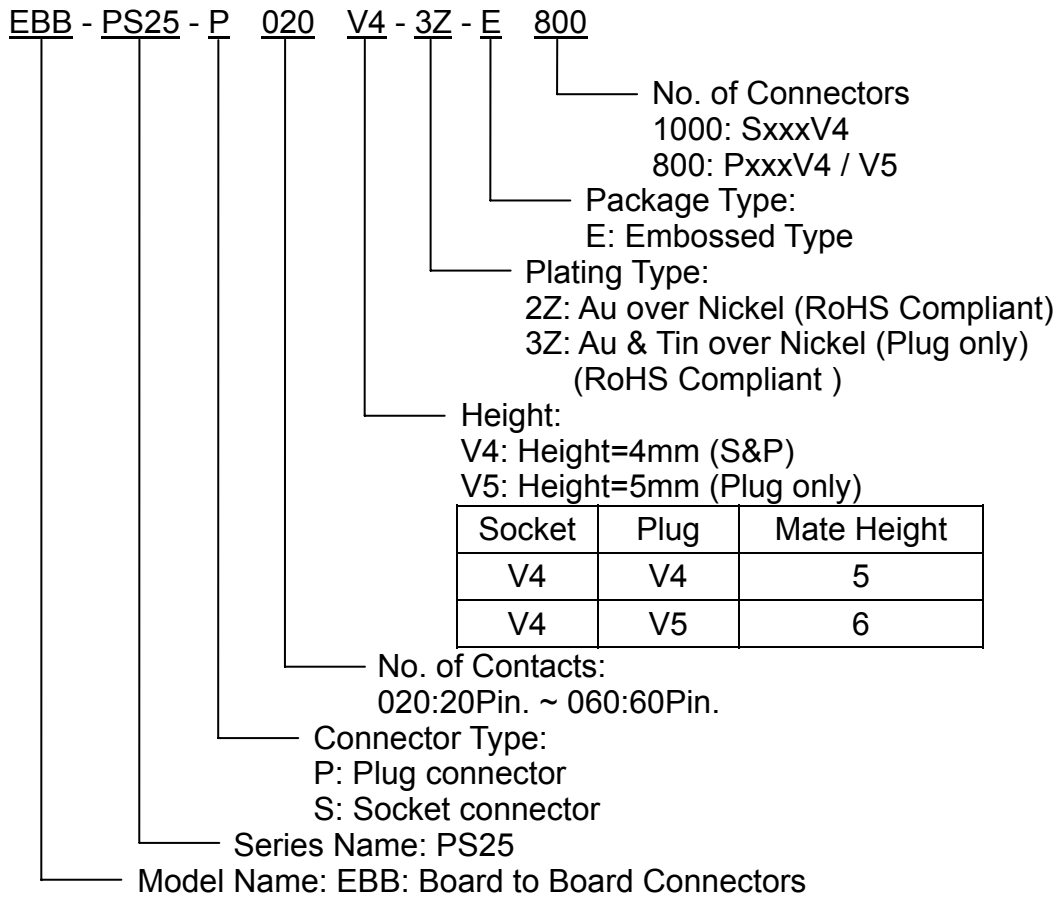 EBB - PS25 - P 020 V4 - 3Z - E 800
No. of Connectors
1000: SxxxV4
800: PxxxV4 / V5
Package Type:
E: Embossed Type
Plating Type:
2Z: Au over Nickel (RoHS Compliant)
3Z: Au & Tin over Nickel (Plug only)
(RoHS Compliant )
Height:
V4: Height=4mm (S&P)
V5: Height=5mm (Plug only)
Socket Plug Mate Height
V4 V4 5
V4 V5 6
No. of Contacts:
020:20Pin. ~ 060:60Pin.
Connector Type:
P: Plug connector
S: Socket connector
Series Name: PS25
Model Name: EBB: Board to Board Connectors